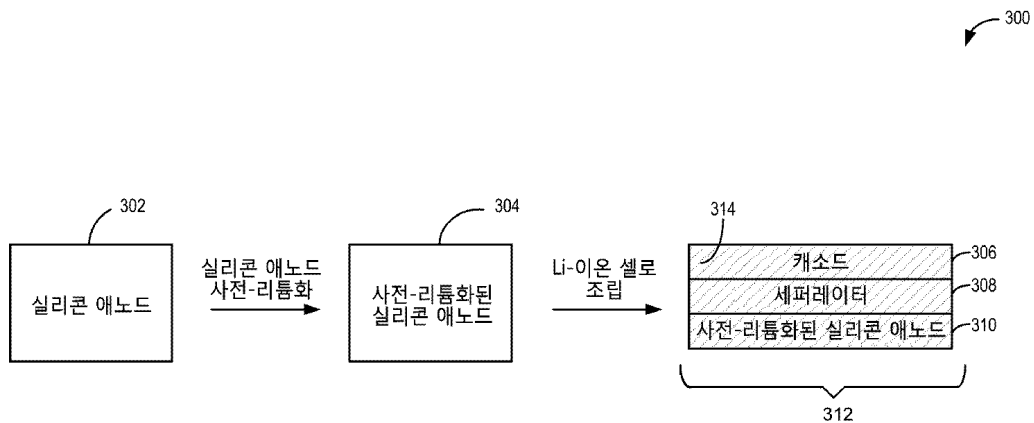 300
302
304
314
실리콘 애노드
실리콘 애노드
사전-리튬화
사전-리튬화된
실리콘 애노드
Li-이온 셀로
조립
캐소드
306
세퍼레이터
308
사전-리튬화된 실리콘 애노드
310
312